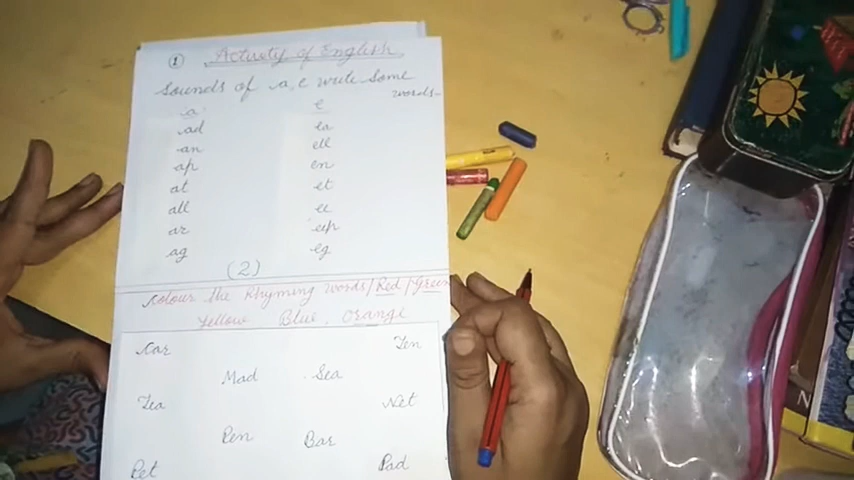 1 Activity of English
Sounds of a, e write Some
words-
a e
ad ea
an ell
ap en
at et
all ee
ar eep
ag eg
(2)
Colour The Rhyming words/Red/Green
Yellow Blue, orange
Car Ten
Mad Sea
Tea Net
Pen Bar
Pet Pad